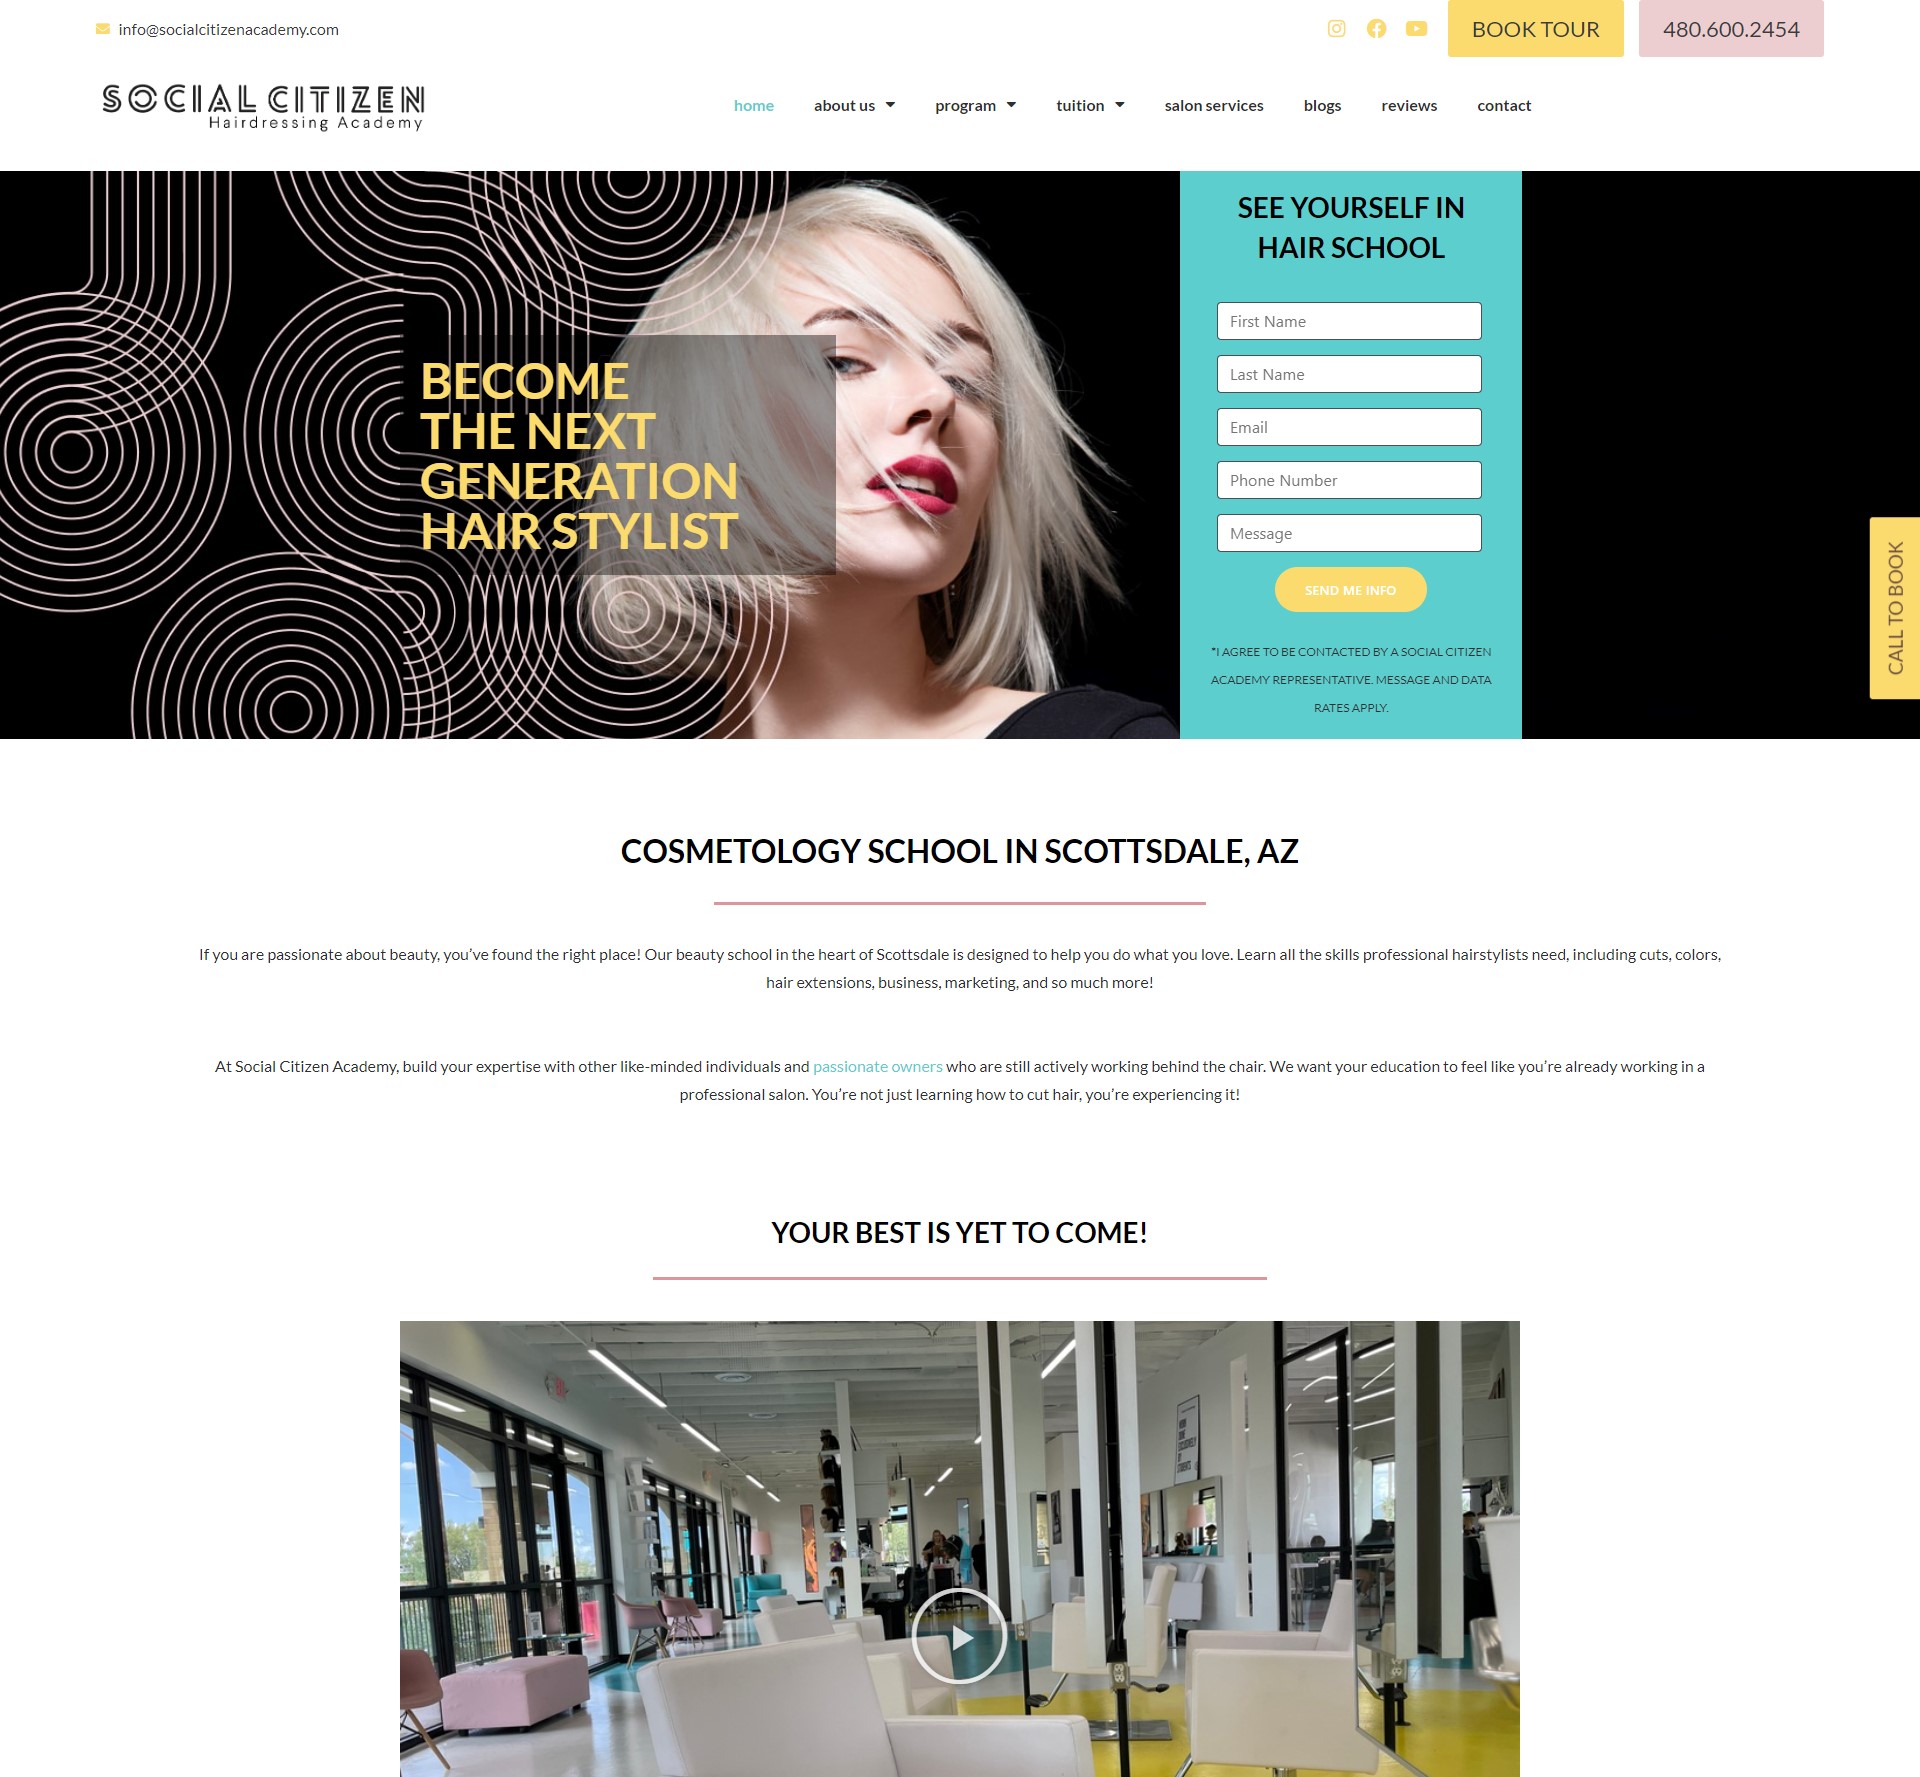 info@socialcitizenacademy.com
BOOK TOUR
480.600.2454
SOCIAL CITIZEN
Hairdressing Academy
home
about us
program
tuition
salon services
blogs
reviews
contact
BECOME
THE NEXT
GENERATION
HAIR STYLIST
SEE YOURSELF IN
HAIR SCHOOL
First Name
Last Name
Email
Phone Number
Message
SEND ME INFO
*I AGREE TO BE CONTACTED BY A SOCIAL CITIZEN
ACADEMY REPRESENTATIVE. MESSAGE AND DATA
RATES APPLY.
CALL TO BOOK
COSMETOLOGY SCHOOL IN SCOTTSDALE, AZ
If you are passionate about beauty, you’ve found the right place! Our beauty school in the heart of Scottsdale is designed to help you do what you love. Learn all the skills professional hairstylists need, including cuts, colors,
hair extensions, business, marketing, and so much more!
At Social Citizen Academy, build your expertise with other like-minded individuals and passionate owners who are still actively working behind the chair. We want your education to feel like you’re already working in a
professional salon. You’re not just learning how to cut hair, you’re experiencing it!
YOUR BEST IS YET TO COME!
EXCLUSIVELY
BY
STUDENTS